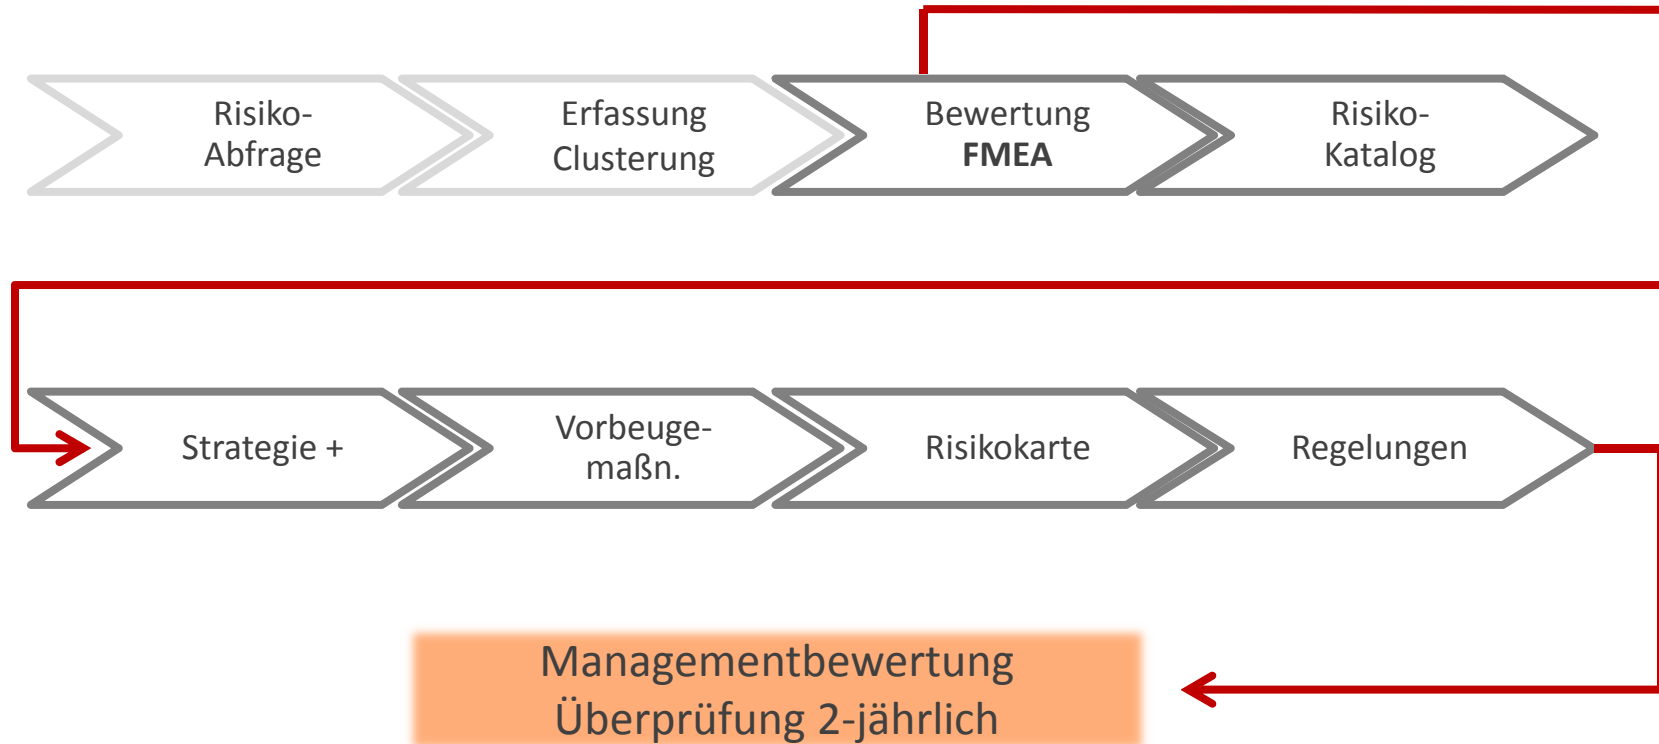 Risiko-
Abfrage
Erfassung
Clusterung
Bewertung
FMEA
Risiko-
Katalog
Strategie +
Vorbeuge-
maßn.
Risikokarte
Regelungen
Managementbewertung
Überprüfung 2-jährlich